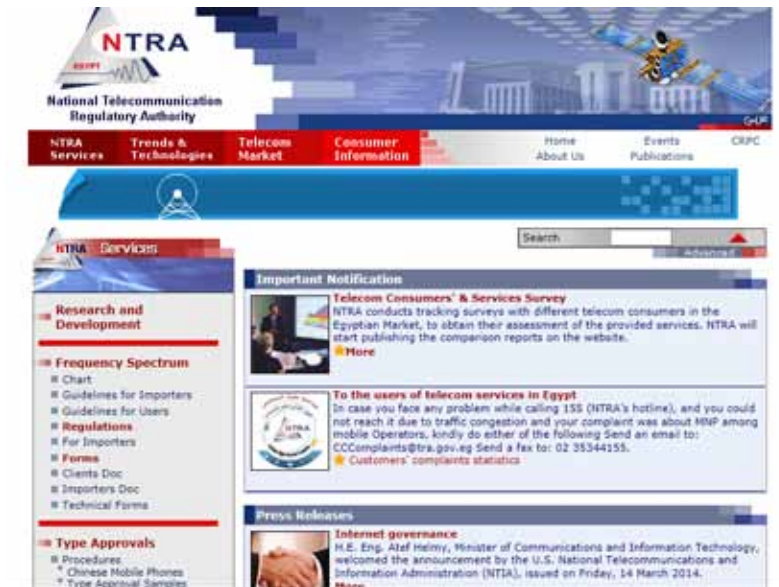 NTRA
EGYPT
National Telecommunication
Regulatory Authority
NTRA
Services
Trends &
Technologies
Telecom
Market
Consumer
Information
Home
About Us
Events
Publications
CRPC
NTRA Services
Search
Advanced
Research and
Development
Frequency Spectrum
Chart
Guidelines for Importers
Guidelines for Users
Regulations
For Importers
Forms
Clients Doc
Importers Doc
Technical Forms
Type Approvals
Procedures
* Chinese Mobile Phones
* Type Approval Samples
Important Notification
Telecom Consumers' & Services Survey
NTRA conducts tracking surveys with different telecom consumers in the
Egyptian Market, to obtain their assessment of the provided services. NTRA will
start publishing the comparison reports on the website.
More
To the users of telecom services in Egypt
In case you face any problem while calling 155 (NTRA's hotline), and you could
not reach it due to traffic congestion and your complaint was about MNP among
mobile Operators, kindly do either of the following Send an email to:
CCComplaints@tra.gov.eg Send a fax to: 02 35344155.
Customers' complaints statistics
NTRA
Press Releases
Internet governance
H.E. Eng. Atef Helmy, Minister of Communications and Information Technology,
welcomed the announcement by the U.S. National Telecommunications and
Information Administration (NTIA), issued on Friday, 14 March 2014.
More